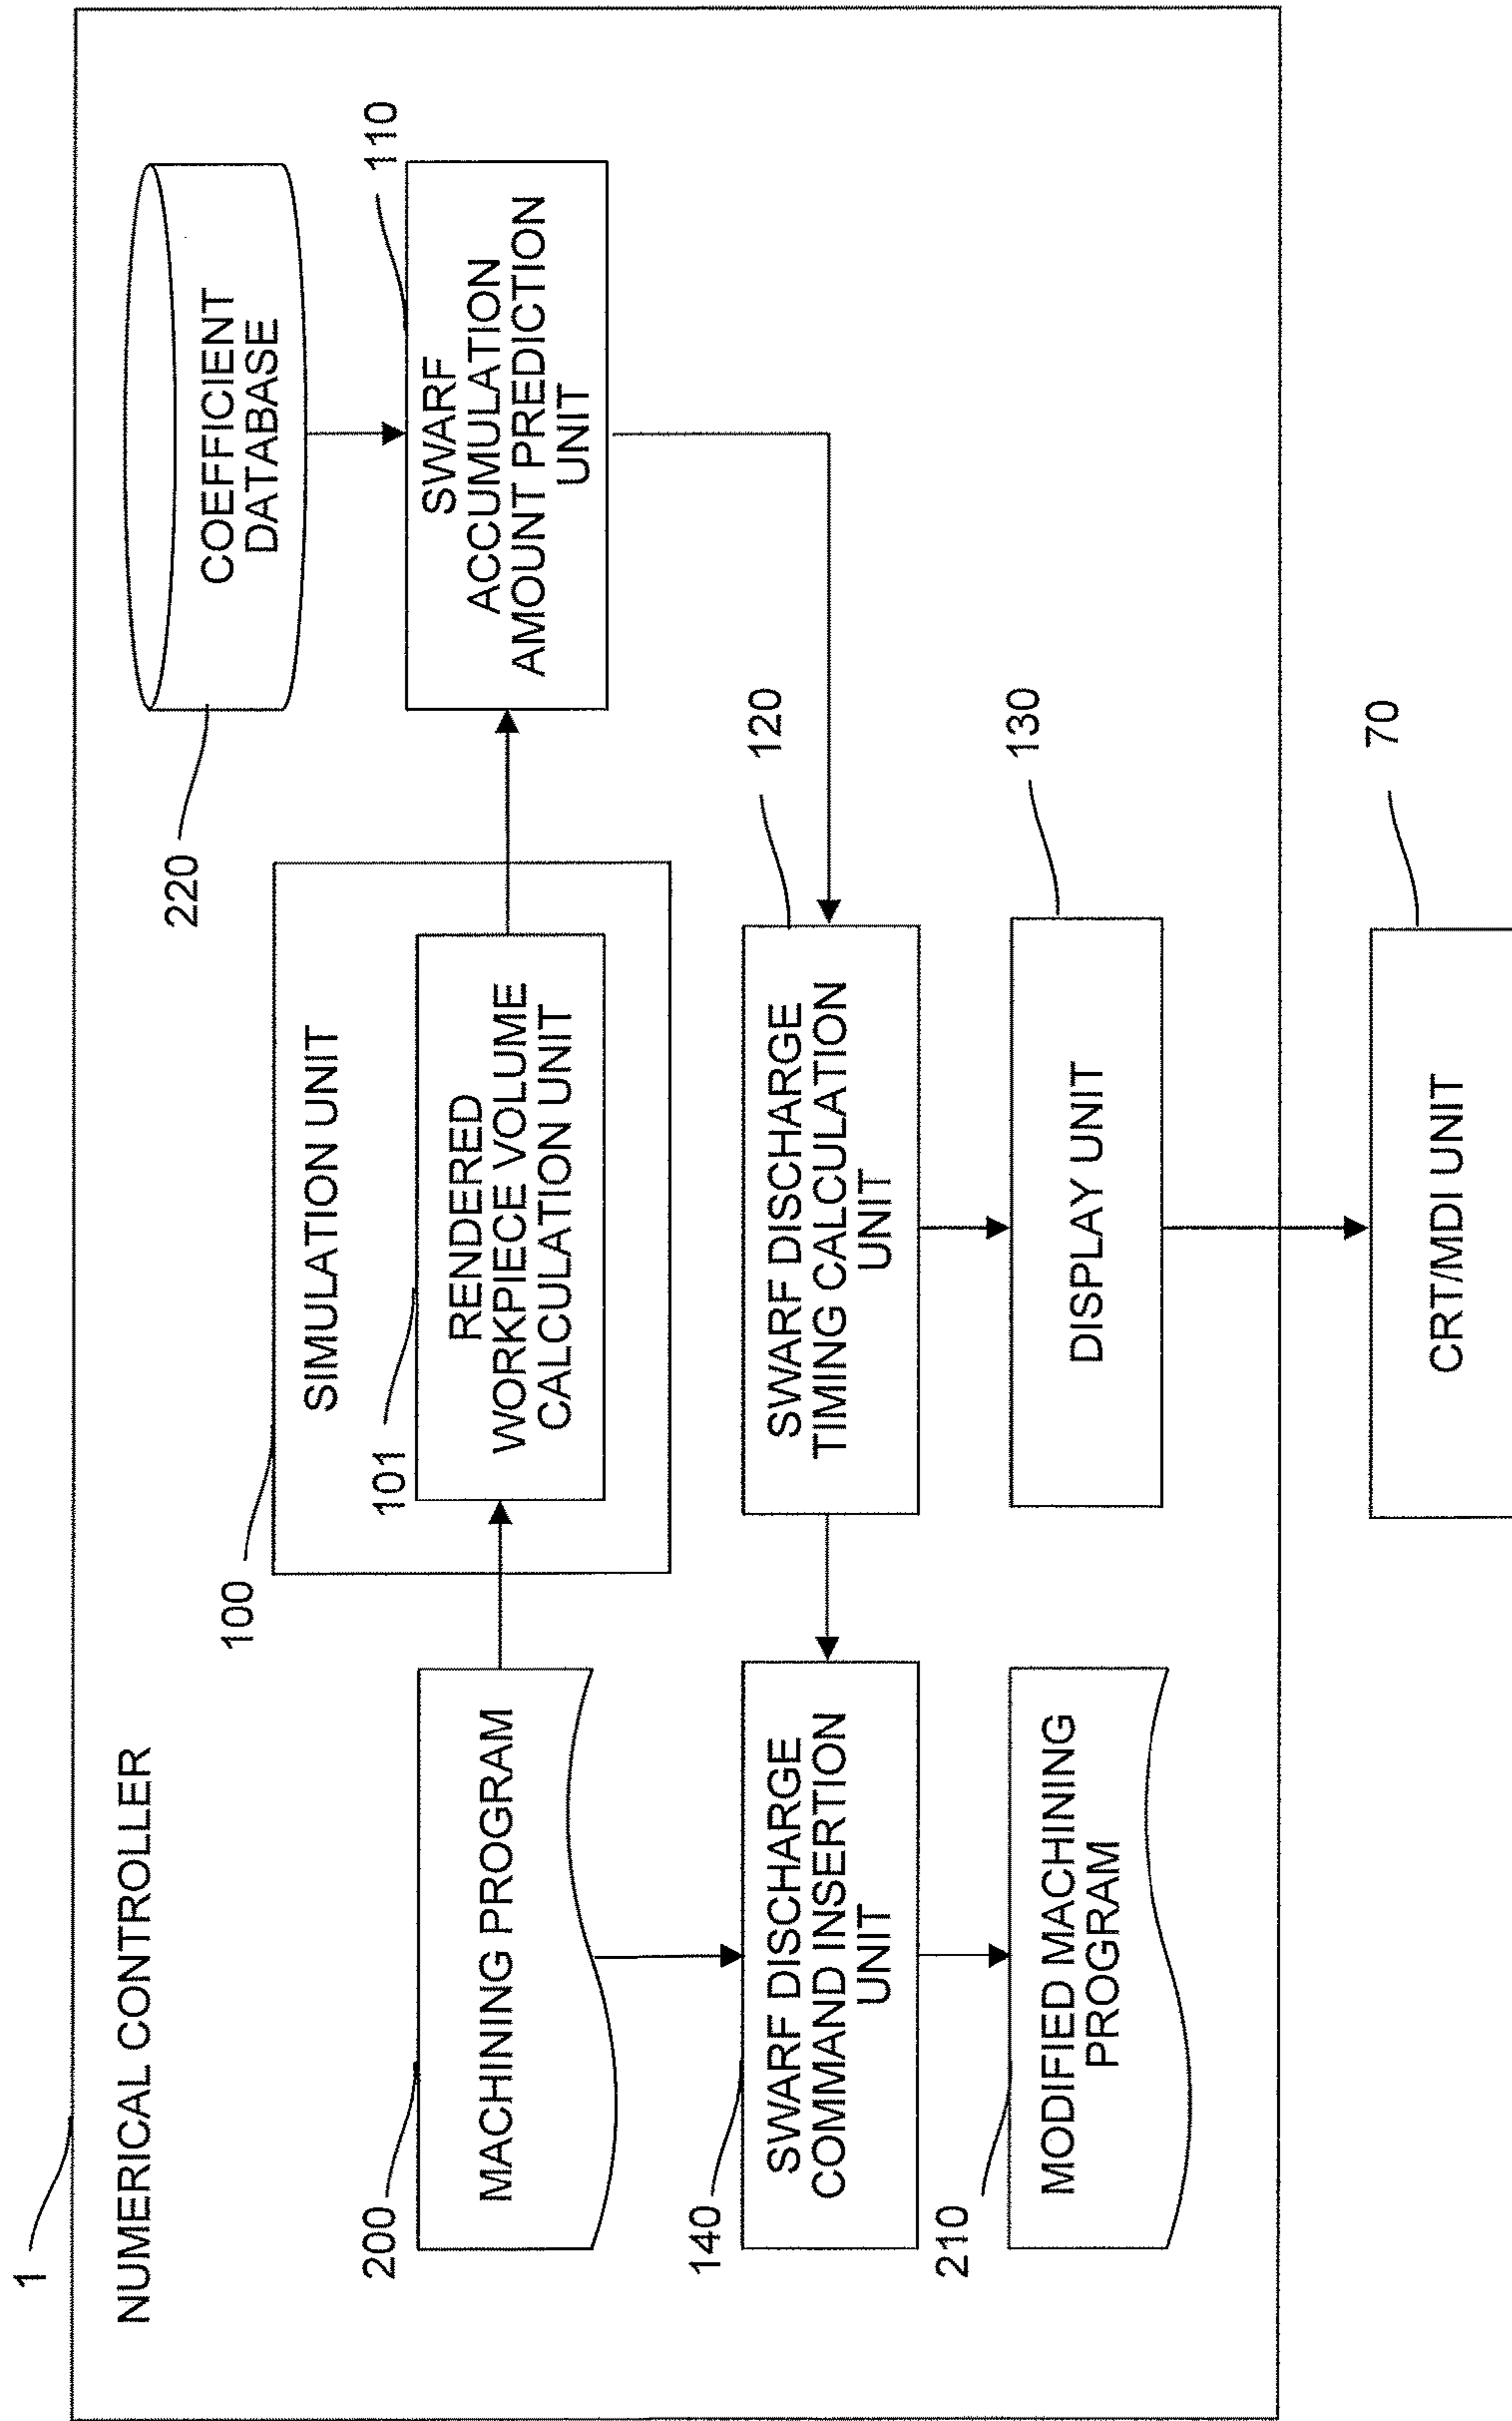 1
NUMERICAL CONTROLLER
100
SIMULATION UNIT
220
COEFFICIENT
DATABASE
200
MACHINING PROGRAM
101
RENDERED
WORKPIECE VOLUME
CALCULATION UNIT
110
SWARF
ACCUMULATION
AMOUNT PREDICTION
UNIT
140
SWARF DISCHARGE
COMMAND INSERTION
UNIT
120
SWARF DISCHARGE
TIMING CALCULATION
UNIT
210
MODIFIED MACHINING
PROGRAM
130
DISPLAY UNIT
70
CRT/MDI UNIT